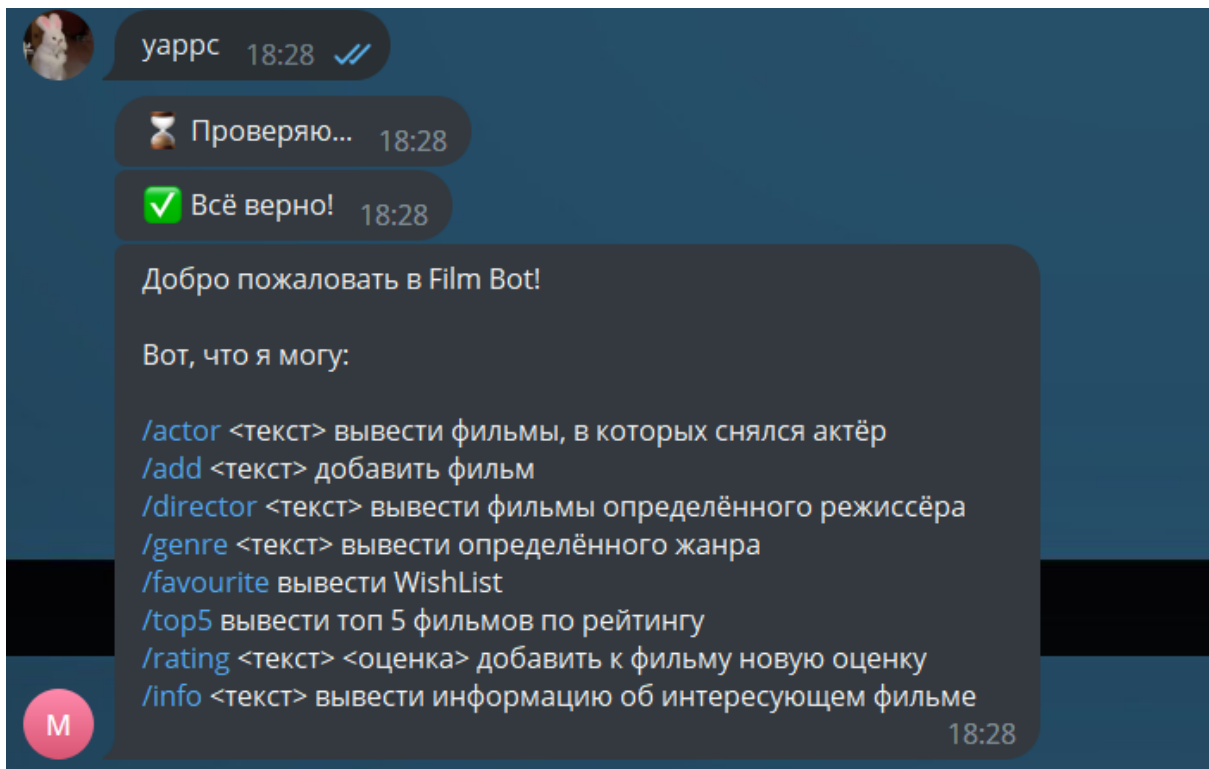 yappc 18:28
⏳ Проверяю... 18:28
✅ Всё верно! 18:28
Добро пожаловать в Film Bot!
Вот, что я могу:
/actor <текст> вывести фильмы, в которых снялся актёр
/add <текст> добавить фильм
/director <текст> вывести фильмы определённого режиссёра
/genre <текст> вывести определённого жанра
/favourite вывести WishList
/top5 вывести топ 5 фильмов по рейтингу
/rating <текст> <оценка> добавить к фильму новую оценку
/info <текст> вывести информацию об интересующем фильме
18:28
М